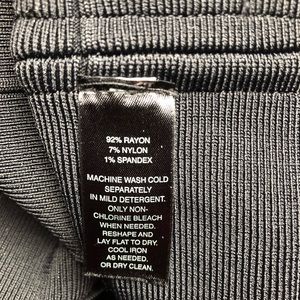 92% RAYON
7% NYLON
1% SPANDEX
MACHINE WASH COLD
SEPARATELY
IN MILD DETERGENT.
ONLY NON-
CHLORINE BLEACH
WHEN NEEDED.
RESHAPE AND
LAY FLAT TO DRY.
COOL IRON
AS NEEDED.
OR DRY CLEAN.